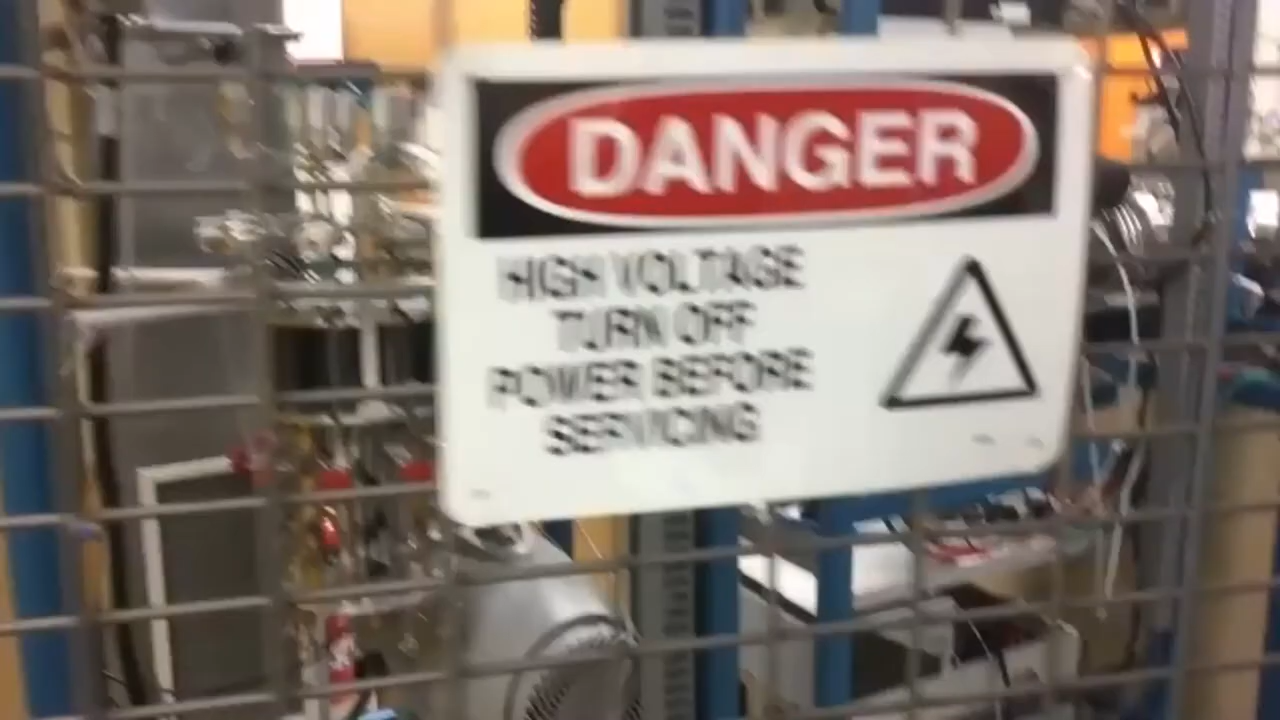 DANGER
HIGH VOLTAGE
TURN OFF
POWER BEFORE
SERVICING